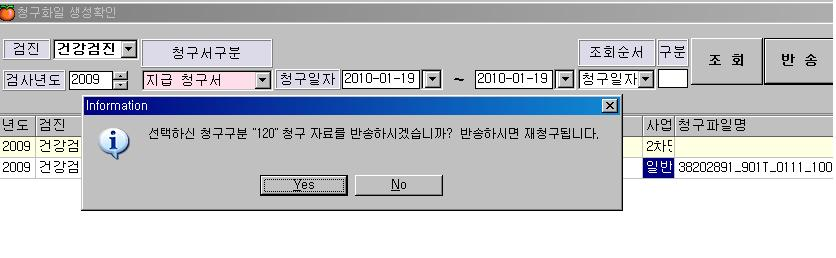 청구화일 생성확인
검진 건강검진 청구서구분 조회순서 구분 조 회 반 송
검사년도 2009 지급 청구서 청구일자 2010-01-19 ~ 2010-01-19 청구일자
Information
년도 검진 사업 청구파일명
선택하신 청구구분 "120" 청구 자료를 반송하시겠습니까? 반송하시면 재청구됩니다.
2009 건강검 2차
2009 건강검 일반 38202891_901T_0111_100
Yes No